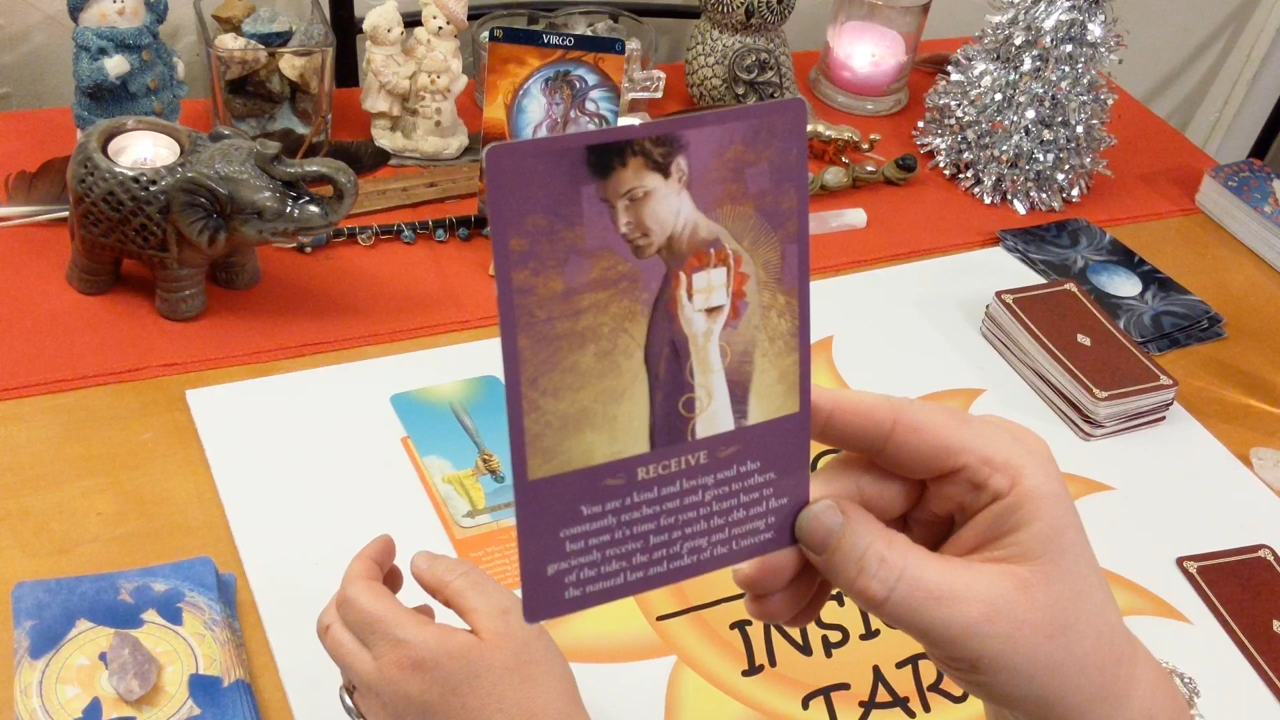 ♍ VIRGO 6
RECEIVE
You are a kind and loving soul who
constantly reaches out and gives to others,
but now it's time for you to learn how to
graciously receive. Just as with the ebb and flow
of the tides, the art of giving and receiving is
the natural law and order of the Universe.
INSI
TAR